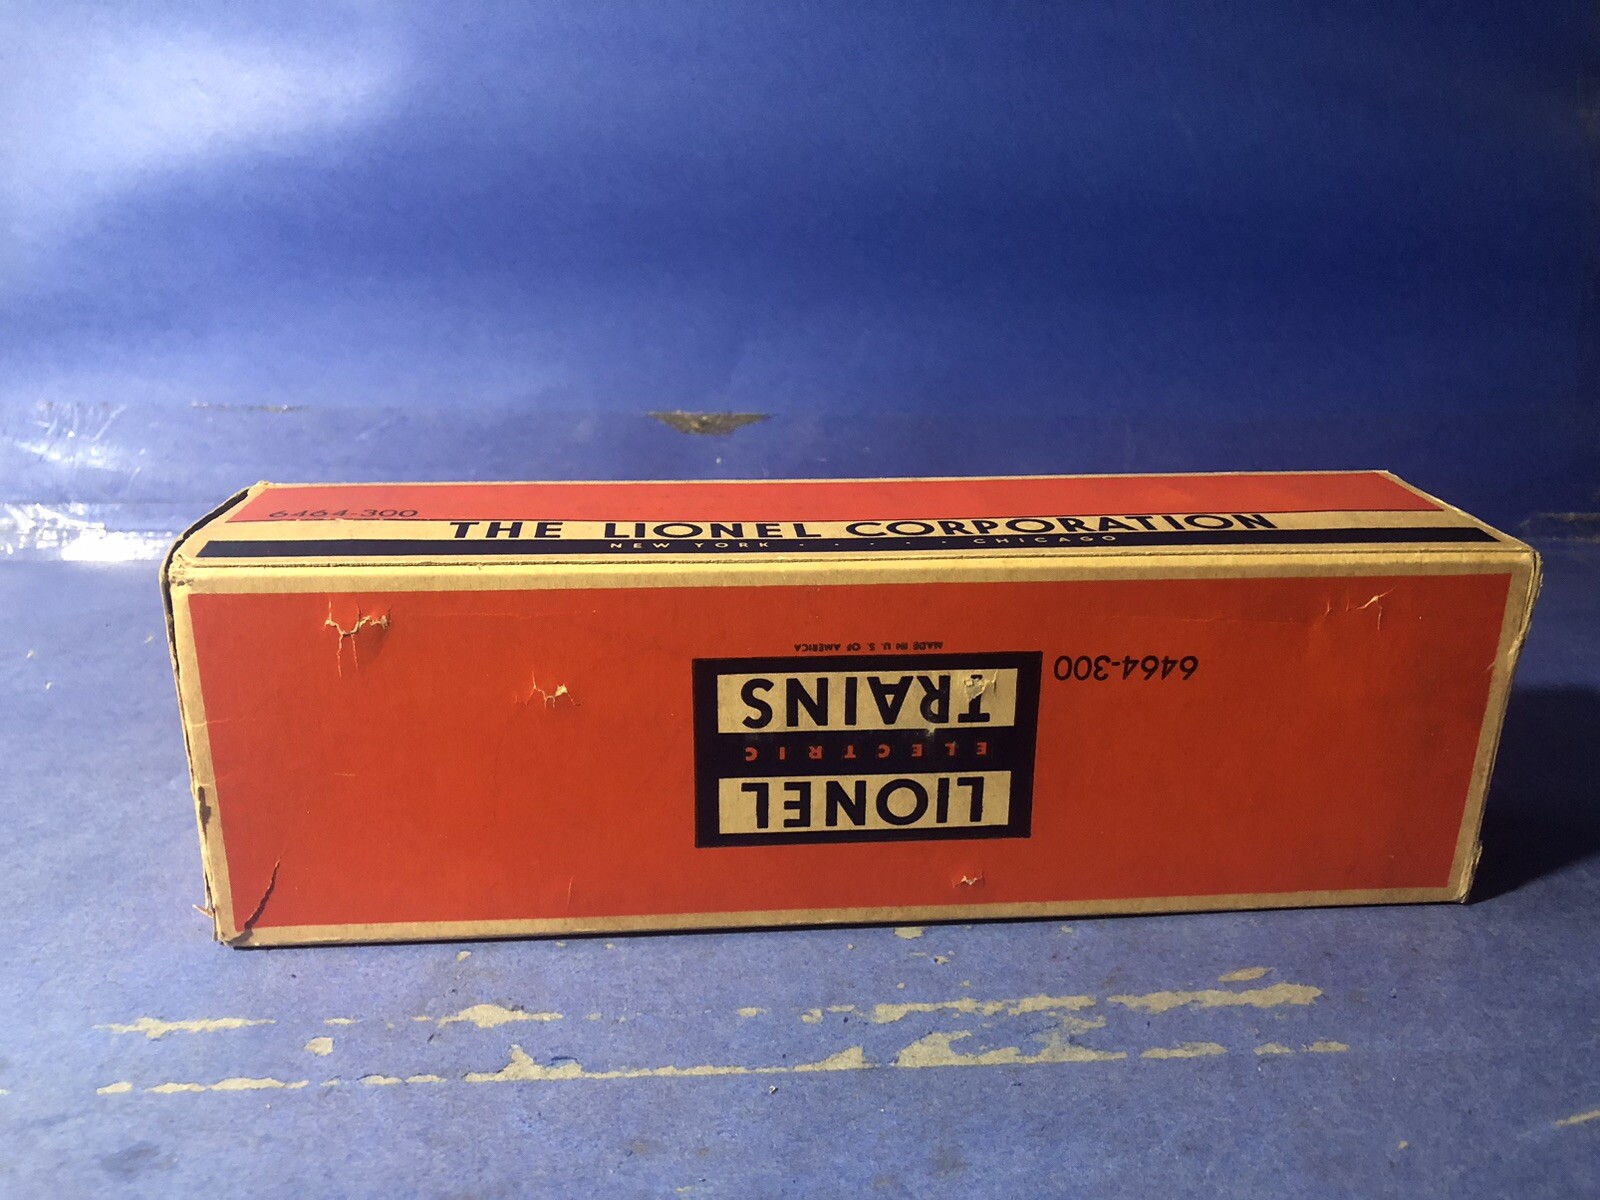 6464-300
THE LIONEL CORPORATION
NEW YORK · · · · · CHICAGO
LIONEL
ELECTRIC
TRAINS
MADE IN U. S. OF AMERICA
6464-300